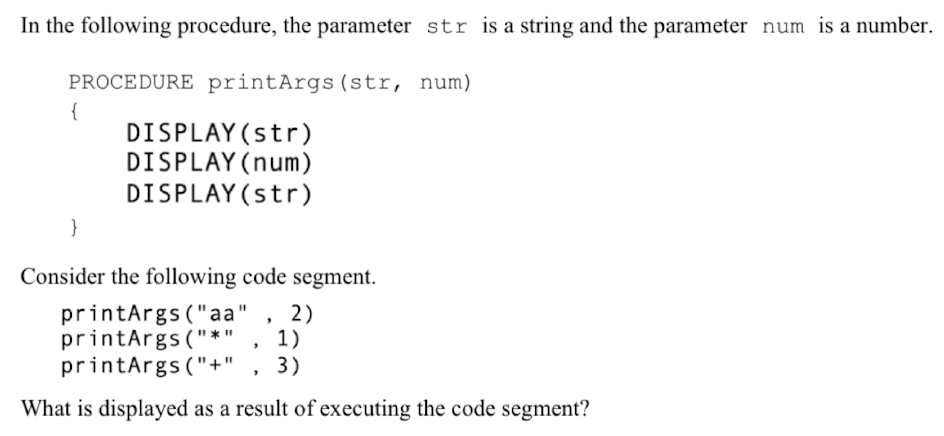 In the following procedure, the parameter str is a string and the parameter num is a number.
PROCEDURE printArgs(str, num)
{
DISPLAY(str)
DISPLAY(num)
DISPLAY(str)
}
Consider the following code segment.
printArgs("aa" , 2)
printArgs("*" , 1)
printArgs("+" , 3)
What is displayed as a result of executing the code segment?